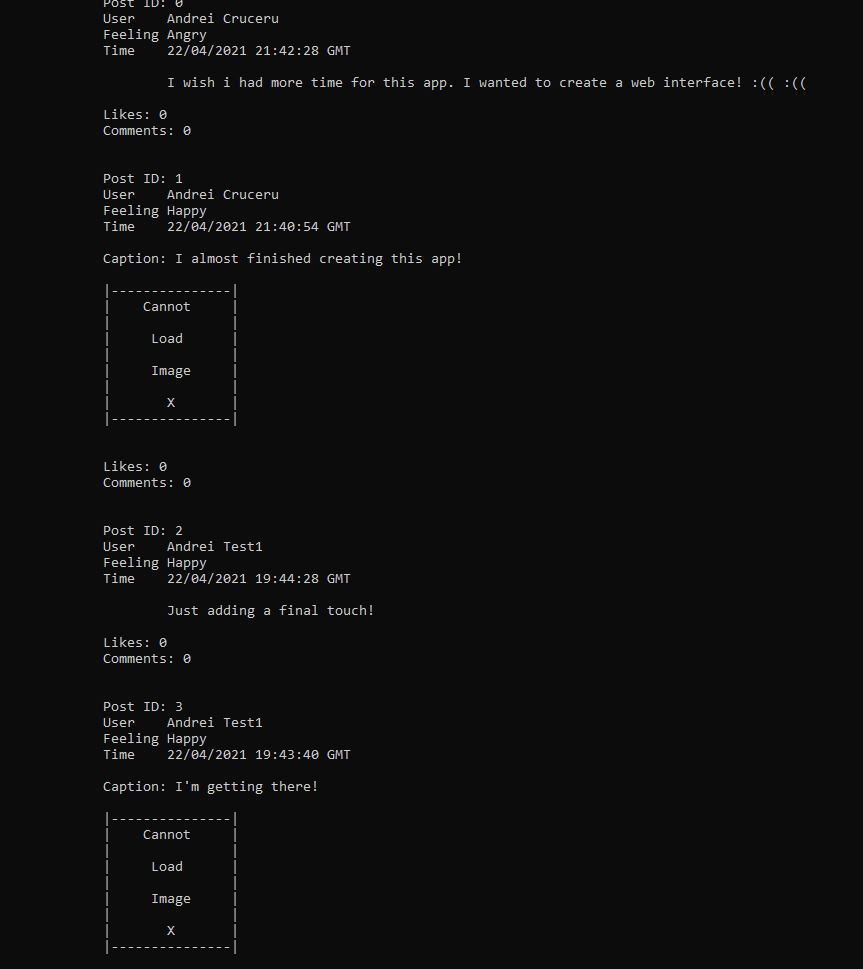 Post ID: 0
User    Andrei Cruceru
Feeling Angry
Time    22/04/2021 21:42:28 GMT
I wish i had more time for this app. I wanted to create a web interface! :(( :((
Likes: 0
Comments: 0
Post ID: 1
User    Andrei Cruceru
Feeling Happy
Time    22/04/2021 21:40:54 GMT
Caption: I almost finished creating this app!
|---------------|
|    Cannot     |
|               |
|     Load      |
|               |
|     Image     |
|               |
|       X       |
|---------------|
Likes: 0
Comments: 0
Post ID: 2
User    Andrei Test1
Feeling Happy
Time    22/04/2021 19:44:28 GMT
Just adding a final touch!
Likes: 0
Comments: 0
Post ID: 3
User    Andrei Test1
Feeling Happy
Time    22/04/2021 19:43:40 GMT
Caption: I'm getting there!
|---------------|
|    Cannot     |
|               |
|     Load      |
|               |
|     Image     |
|               |
|       X       |
|---------------|